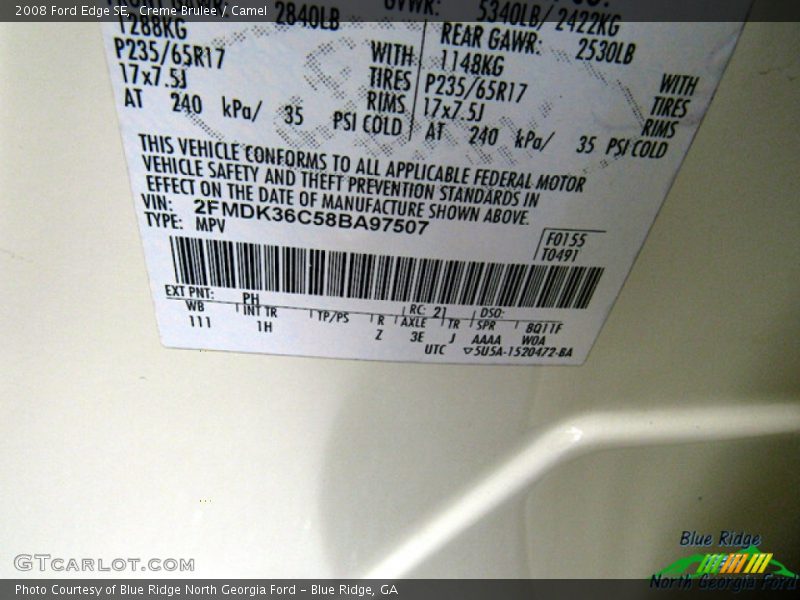 2008 Ford Edge SE, Creme Brulee / Camel
2840LB
GVWR: 5340LB/ 2422KG
1288KG
REAR GAWR: 2530LB
P235/65R17 WITH
1148KG WITH
17x7.5J TIRES
P235/65R17 TIRES
RIMS
17x7.5J RIMS
AT 240 kPa/ 35 PSI COLD
AT 240 kPa/ 35 PSI COLD
THIS VEHICLE CONFORMS TO ALL APPLICABLE FEDERAL MOTOR
VEHICLE SAFETY AND THEFT PREVENTION STANDARDS IN
EFFECT ON THE DATE OF MANUFACTURE SHOWN ABOVE.
VIN: 2FMDK36C58BA97507
TYPE: MPV
F0155
T0491
EXT PNT: PH RC: 21 DSO:
WB INT TR TP/PS R AXLE TR SPR 8Q11F
111 1H Z 3E J AAAA W0A
UTC ▽5U5A-1520472-BA
GTCARLOT.COM
Blue Ridge
North Georgia Ford
Photo Courtesy of Blue Ridge North Georgia Ford – Blue Ridge, GA